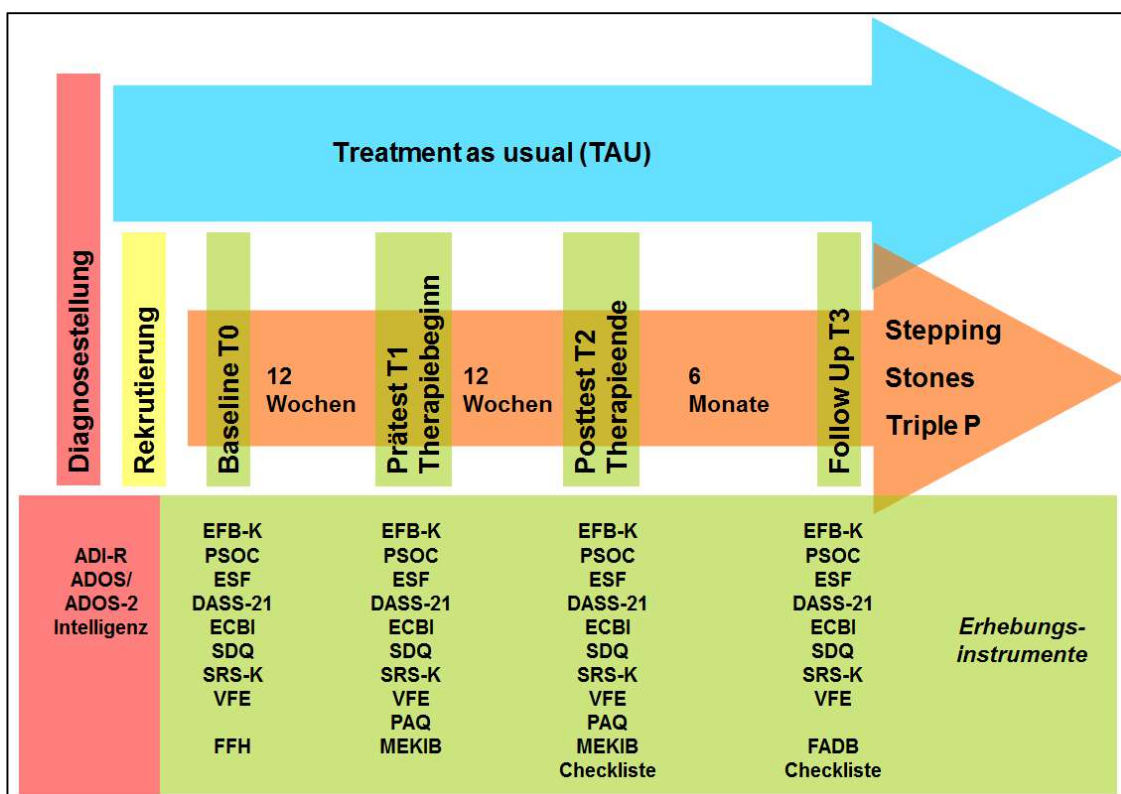 Treatment as usual (TAU)
Diagnosestellung
Rekrutierung
Baseline T0
12
Wochen
Prätest T1
Therapiebeginn
12
Wochen
Posttest T2
Therapieende
6
Monate
Follow Up T3
Stepping
Stones
Triple P
ADI-R
ADOS/
ADOS-2
Intelligenz
EFB-K
PSOC
ESF
DASS-21
ECBI
SDQ
SRS-K
VFE
FFH
EFB-K
PSOC
ESF
DASS-21
ECBI
SDQ
SRS-K
VFE
PAQ
MEKIB
EFB-K
PSOC
ESF
DASS-21
ECBI
SDQ
SRS-K
VFE
PAQ
MEKIB
Checkliste
EFB-K
PSOC
ESF
DASS-21
ECBI
SDQ
SRS-K
VFE
FADB
Checkliste
Erhebungs-
instrumente